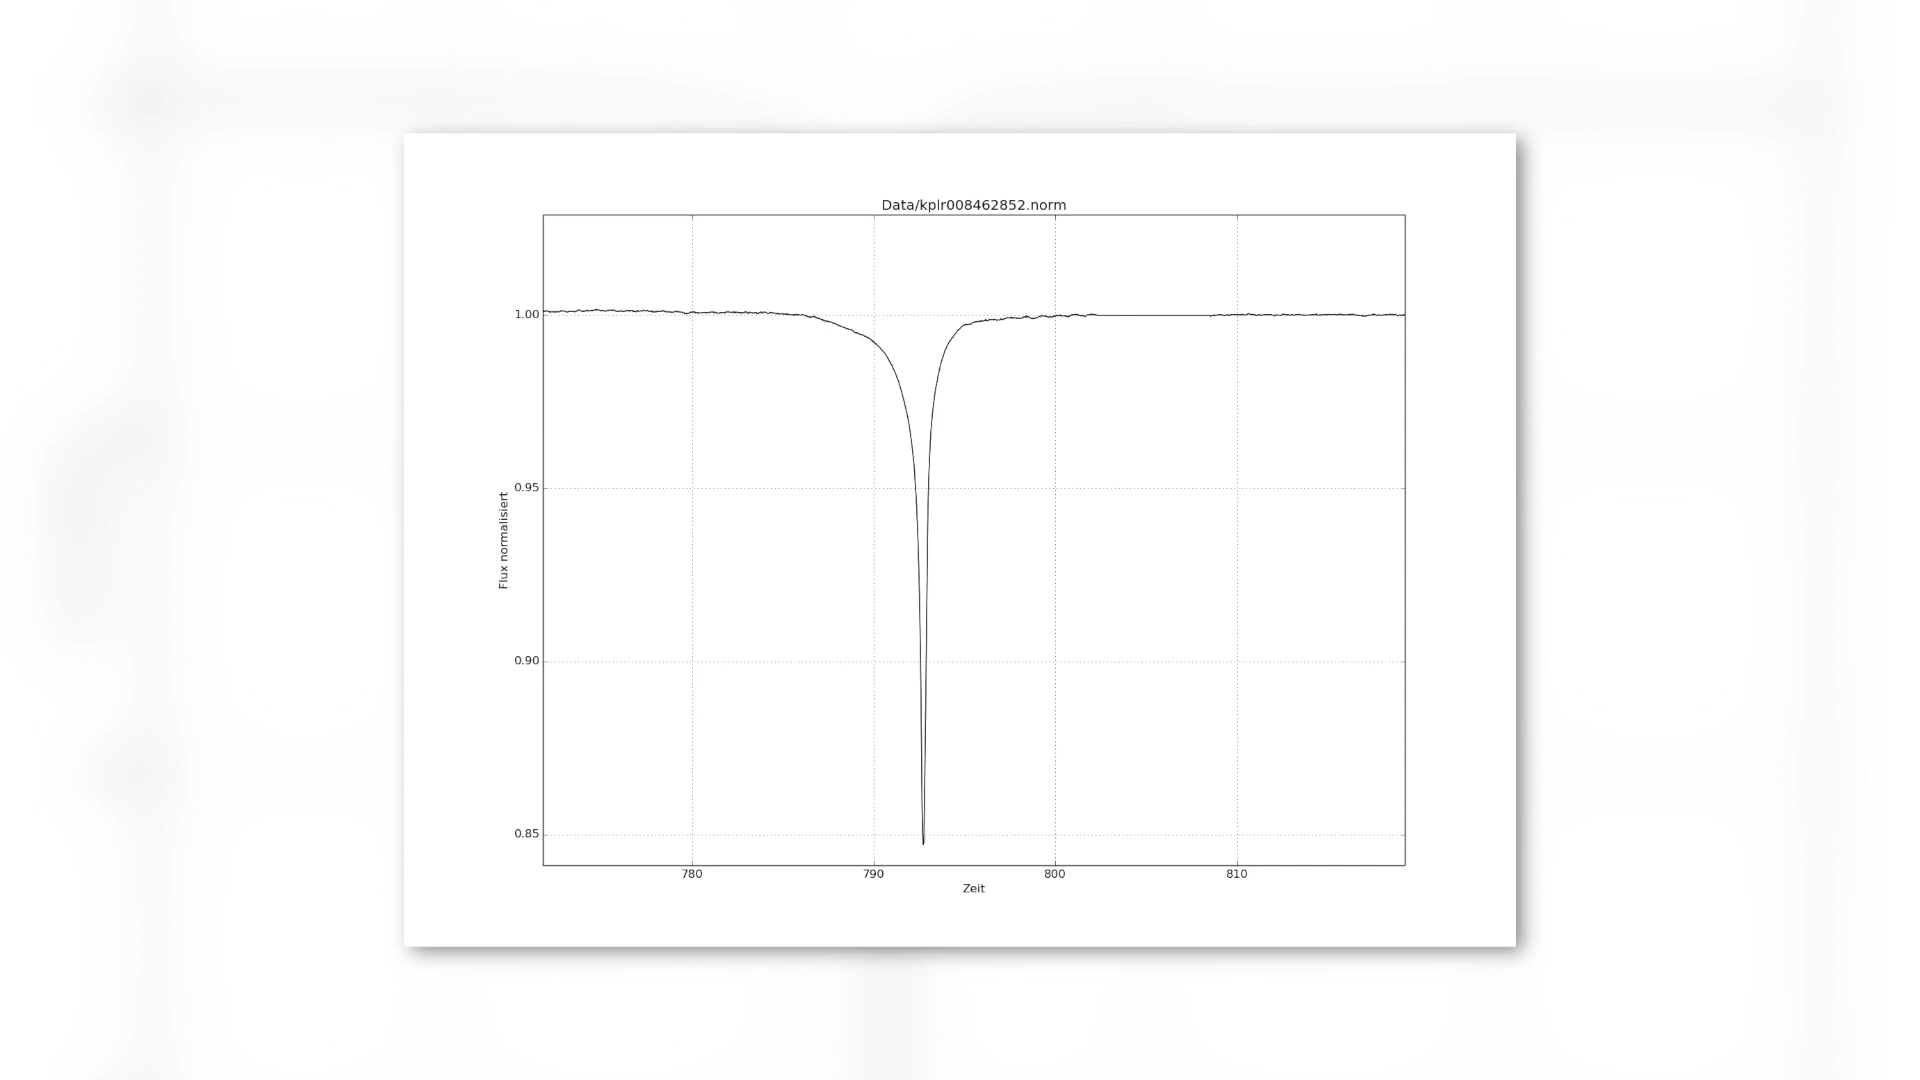 Data/kplr008462852.norm
1.00
0.95
0.90
0.85
Flux normalisiert
780 790 800 810
Zeit